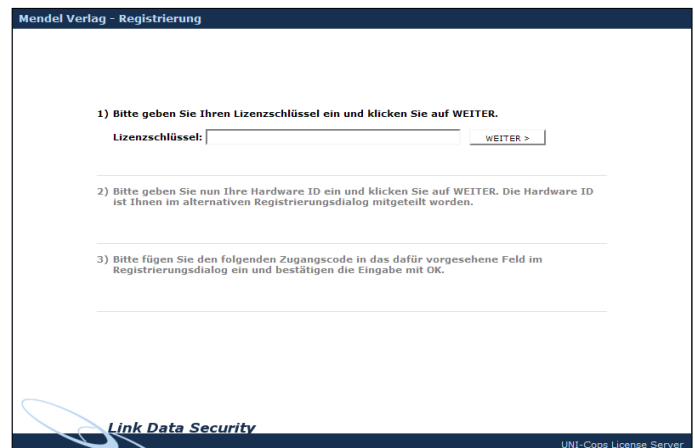 Mendel Verlag - Registrierung
1) Bitte geben Sie Ihren Lizenzschlüssel ein und klicken Sie auf WEITER.
Lizenzschlüssel: WEITER >
2) Bitte geben Sie nun Ihre Hardware ID ein und klicken Sie auf WEITER. Die Hardware ID
ist Ihnen im alternativen Registrierungsdialog mitgeteilt worden.
3) Bitte fügen Sie den folgenden Zugangscode in das dafür vorgesehene Feld im
Registrierungsdialog ein und bestätigen die Eingabe mit OK.
Link Data Security
UNI-Cops License Server